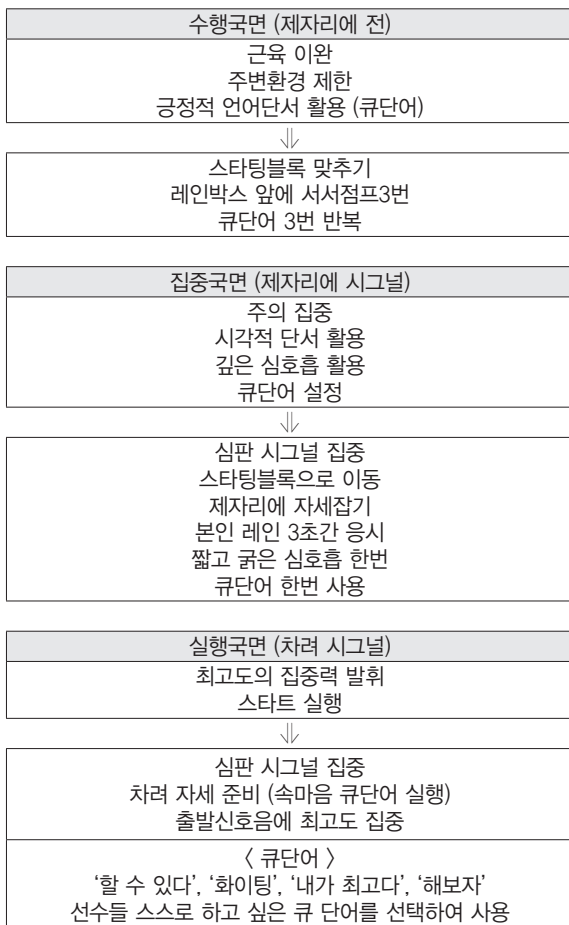 수행국면 (제자리에 전)
근육 이완
주변환경 제한
긍정적 언어단서 활용 (큐단어)
스타팅블록 맞추기
레인박스 앞에 서서점프3번
큐단어 3번 반복
집중국면 (제자리에 시그널)
주의 집중
시각적 단서 활용
깊은 심호흡 활용
큐단어 설정
심판 시그널 집중
스타팅블록으로 이동
제자리에 자세잡기
본인 레인 3초간 응시
짧고 굵은 심호흡 한번
큐단어 한번 사용
실행국면 (차려 시그널)
최고도의 집중력 발휘
스타트 실행
심판 시그널 집중
차려 자세 준비 (속마음 큐단어 실행)
출발신호음에 최고도 집중
〈 큐단어 〉
‘할 수 있다’, ‘화이팅’, ‘내가 최고다’, ‘해보자’
선수들 스스로 하고 싶은 큐 단어를 선택하여 사용